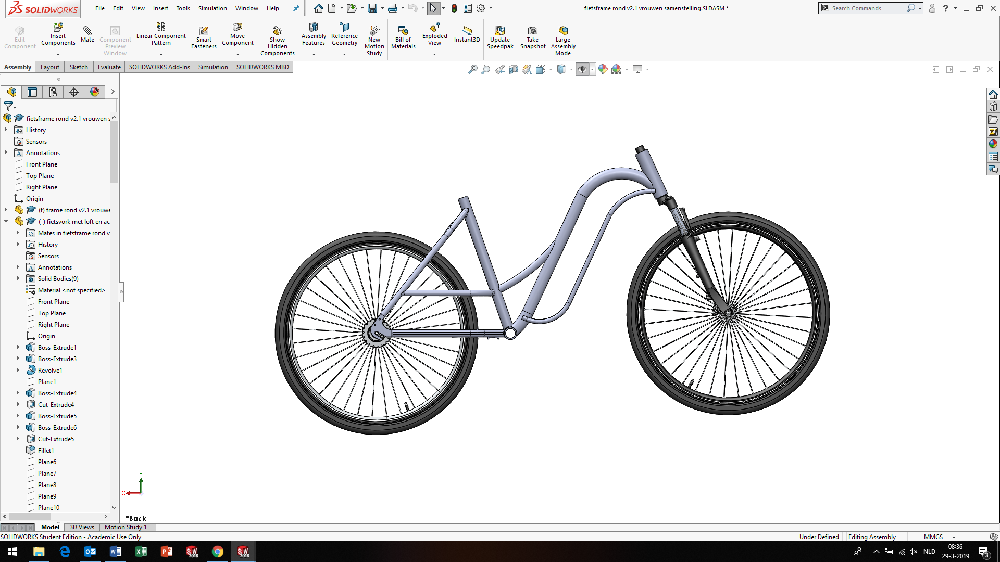 SOLIDWORKS
File Edit View Insert Tools Simulation Window Help
fietsframe rond v2.1 vrouwen samenstelling.SLDASM *
Search Commands
Edit Component
Insert Components
Mate
Component Preview Window
Linear Component Pattern
Smart Fasteners
Move Component
Show Hidden Components
Assembly Features
Reference Geometry
New Motion Study
Bill of Materials
Exploded View
Instant3D
Update Speedpak
Take Snapshot
Large Assembly Mode
Assembly Layout Sketch Evaluate SOLIDWORKS Add-Ins Simulation SOLIDWORKS MBD
fietsframe rond v2.1 vrouwen s
History
Sensors
Annotations
Front Plane
Top Plane
Right Plane
Origin
(f) frame rond v2.1 vrouwe
(-) fietsvork met loft en ac
Mates in fietsframe rond v
History
Sensors
Annotations
Solid Bodies(9)
Material <not specified>
Front Plane
Top Plane
Right Plane
Origin
Boss-Extrude1
Boss-Extrude3
Revolve1
Plane1
Boss-Extrude4
Cut-Extrude4
Boss-Extrude5
Boss-Extrude6
Cut-Extrude5
Fillet1
Plane6
Plane7
Plane8
Plane9
Plane10
Y
X
*Back
Model 3D Views Motion Study 1
SOLIDWORKS Student Edition - Academic Use Only
Under Defined Editing Assembly MMGS
SW 2018
SW 2018
NLD
08:36
29-3-2019
3